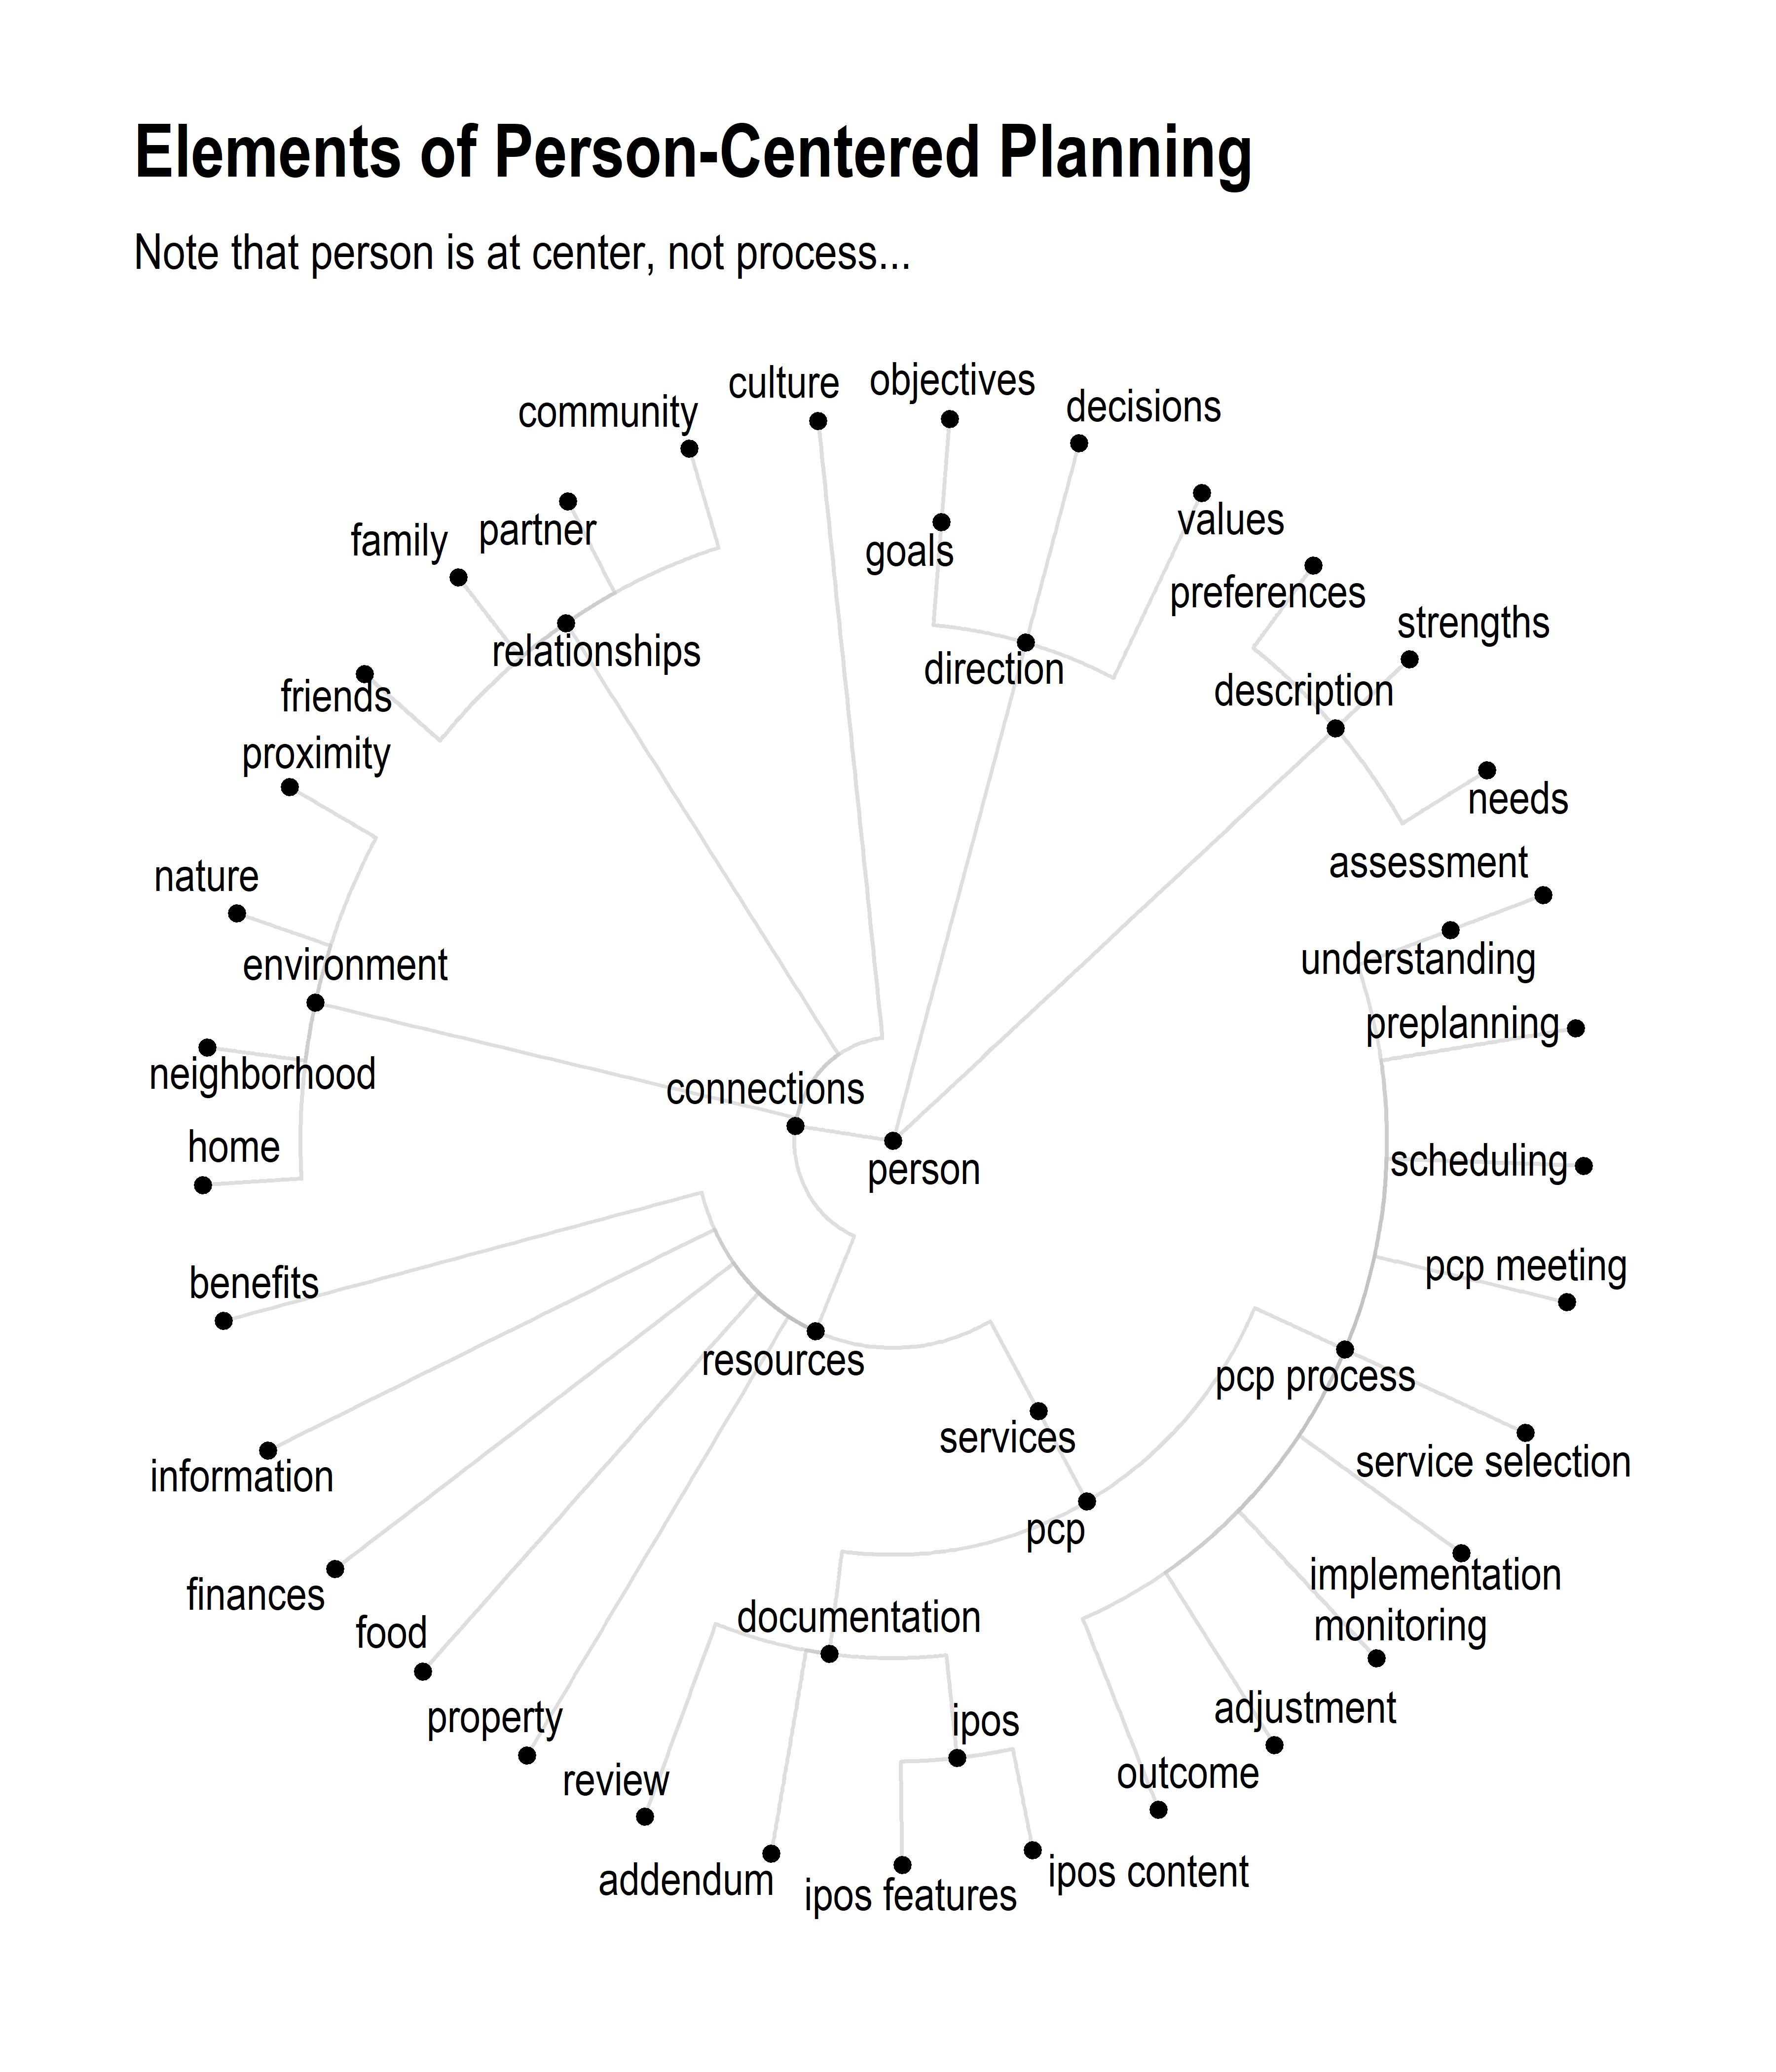 Elements of Person-Centered Planning
Note that person is at center, not process...
culture
objectives
decisions
community
partner
family
goals
values
preferences
strengths
relationships
direction
description
friends
proximity
needs
nature
assessment
environment
understanding
preplanning
neighborhood
connections
home
person
scheduling
benefits
pcp meeting
resources
pcp process
services
information
service selection
pcp
finances
implementation
food
documentation
monitoring
property
ipos
adjustment
review
outcome
addendum
ipos features
ipos content